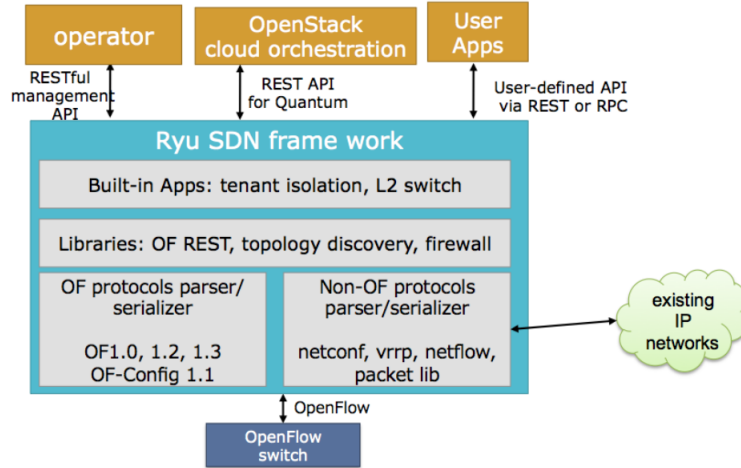 operator
OpenStack
cloud orchestration
User
Apps
RESTful
management
API
REST API
for Quantum
User-defined API
via REST or RPC
Ryu SDN frame work
Built-in Apps: tenant isolation, L2 switch
Libraries: OF REST, topology discovery, firewall
OF protocols parser/
serializer
OF1.0, 1.2, 1.3
OF-Config 1.1
Non-OF protocols
parser/serializer
netconf, vrrp, netflow,
packet lib
existing
IP
networks
OpenFlow
OpenFlow
switch